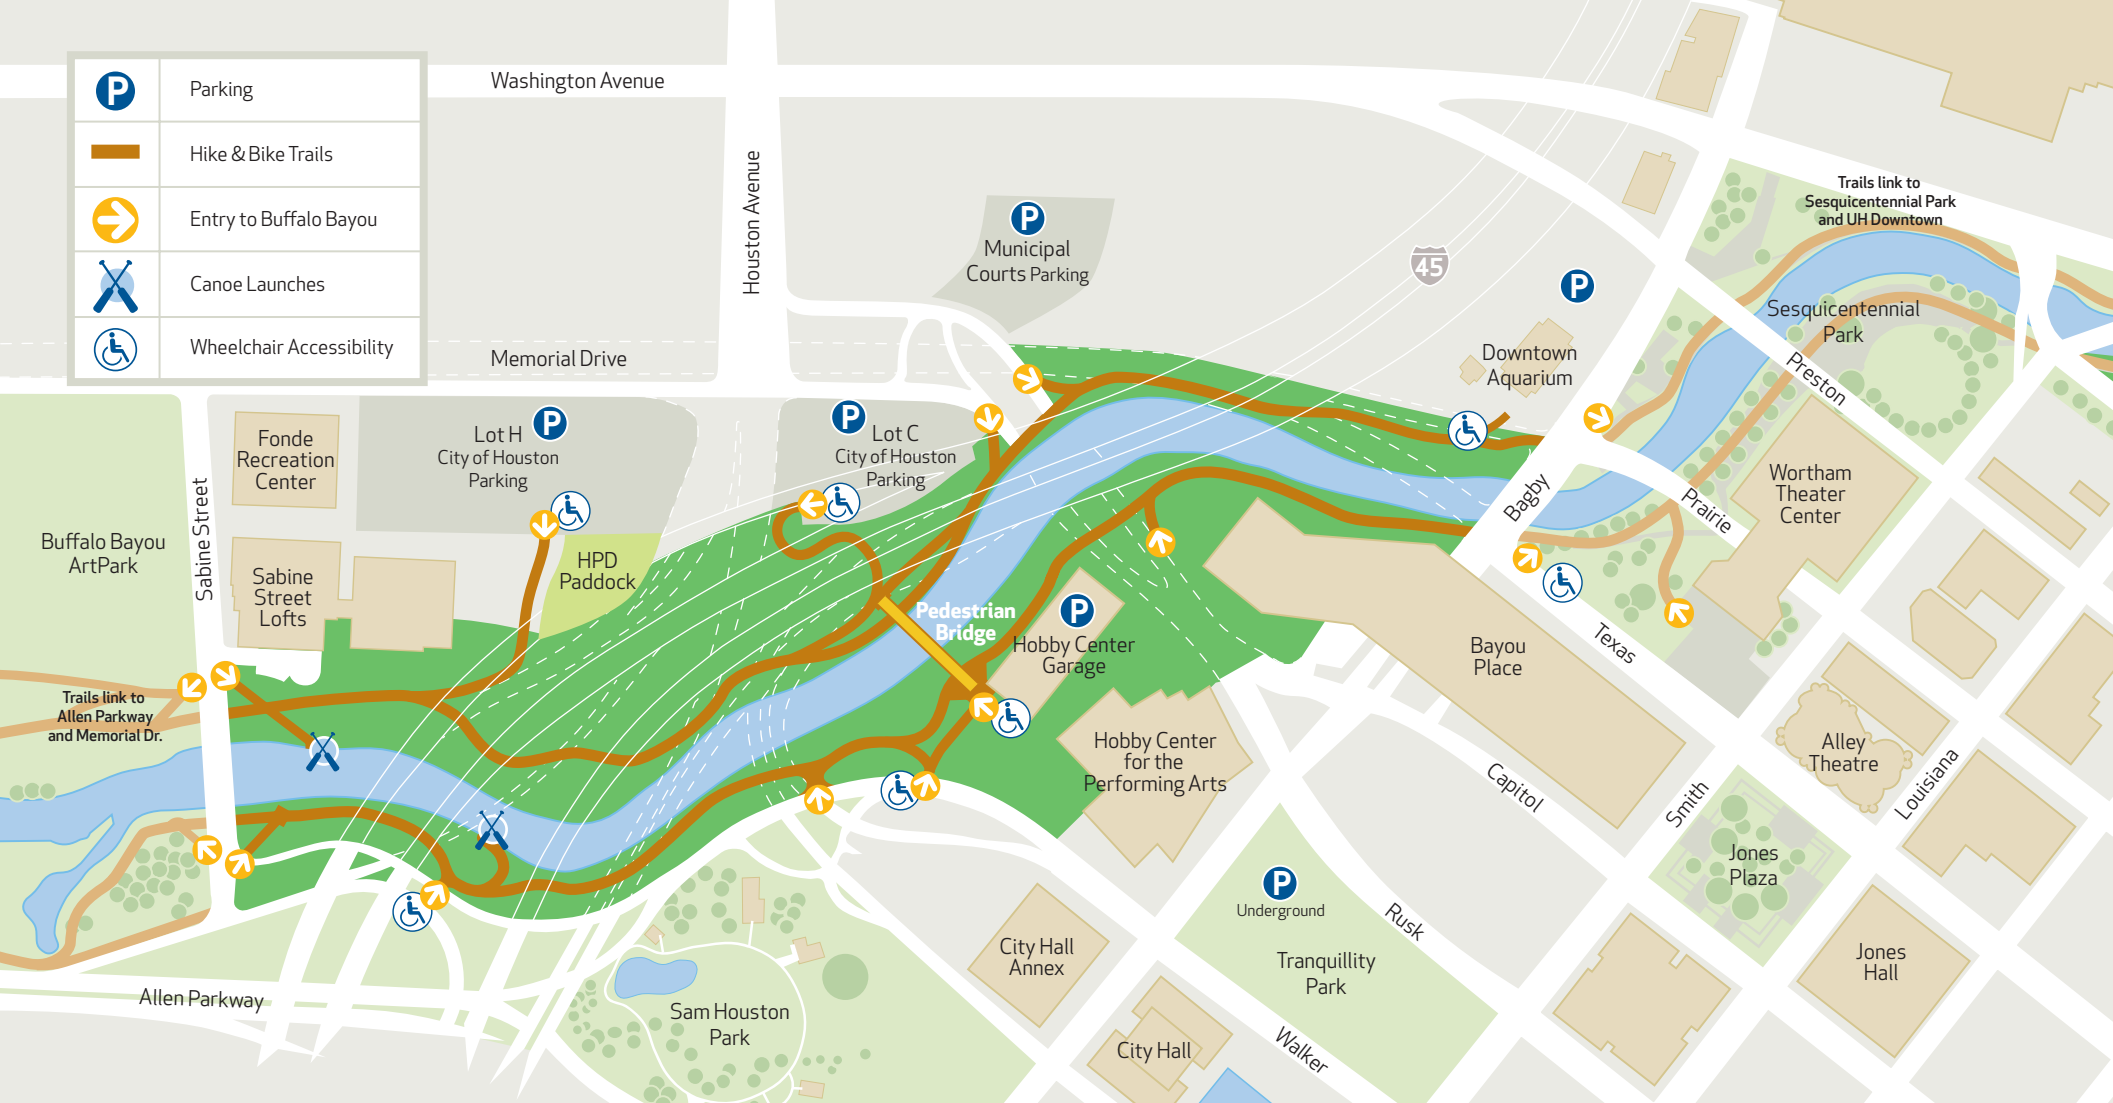 P
Parking
Hike & Bike Trails
Entry to Buffalo Bayou
Canoe Launches
Wheelchair Accessibility
Washington Avenue
Houston Avenue
Memorial Drive
P
Municipal
Courts Parking
45
P
Downtown
Aquarium
Trails link to
Sesquicentennial Park
and UH Downtown
Sesquicentennial
Park
Preston
Fonde
Recreation
Center
Lot H
P
City of Houston
Parking
P
Lot C
City of Houston
Parking
Sabine Street
Buffalo Bayou
ArtPark
Sabine
Street
Lofts
HPD
Paddock
Bagby
Prairie
Wortham
Theater
Center
Pedestrian
Bridge
P
Hobby Center
Garage
Bayou
Place
Texas
Trails link to
Allen Parkway
and Memorial Dr.
Hobby Center
for the
Performing Arts
Capitol
Smith
Alley
Theatre
Louisiana
Jones
Plaza
P
Underground
Rusk
City Hall
Annex
Tranquillity
Park
Jones
Hall
Allen Parkway
Sam Houston
Park
City Hall
Walker